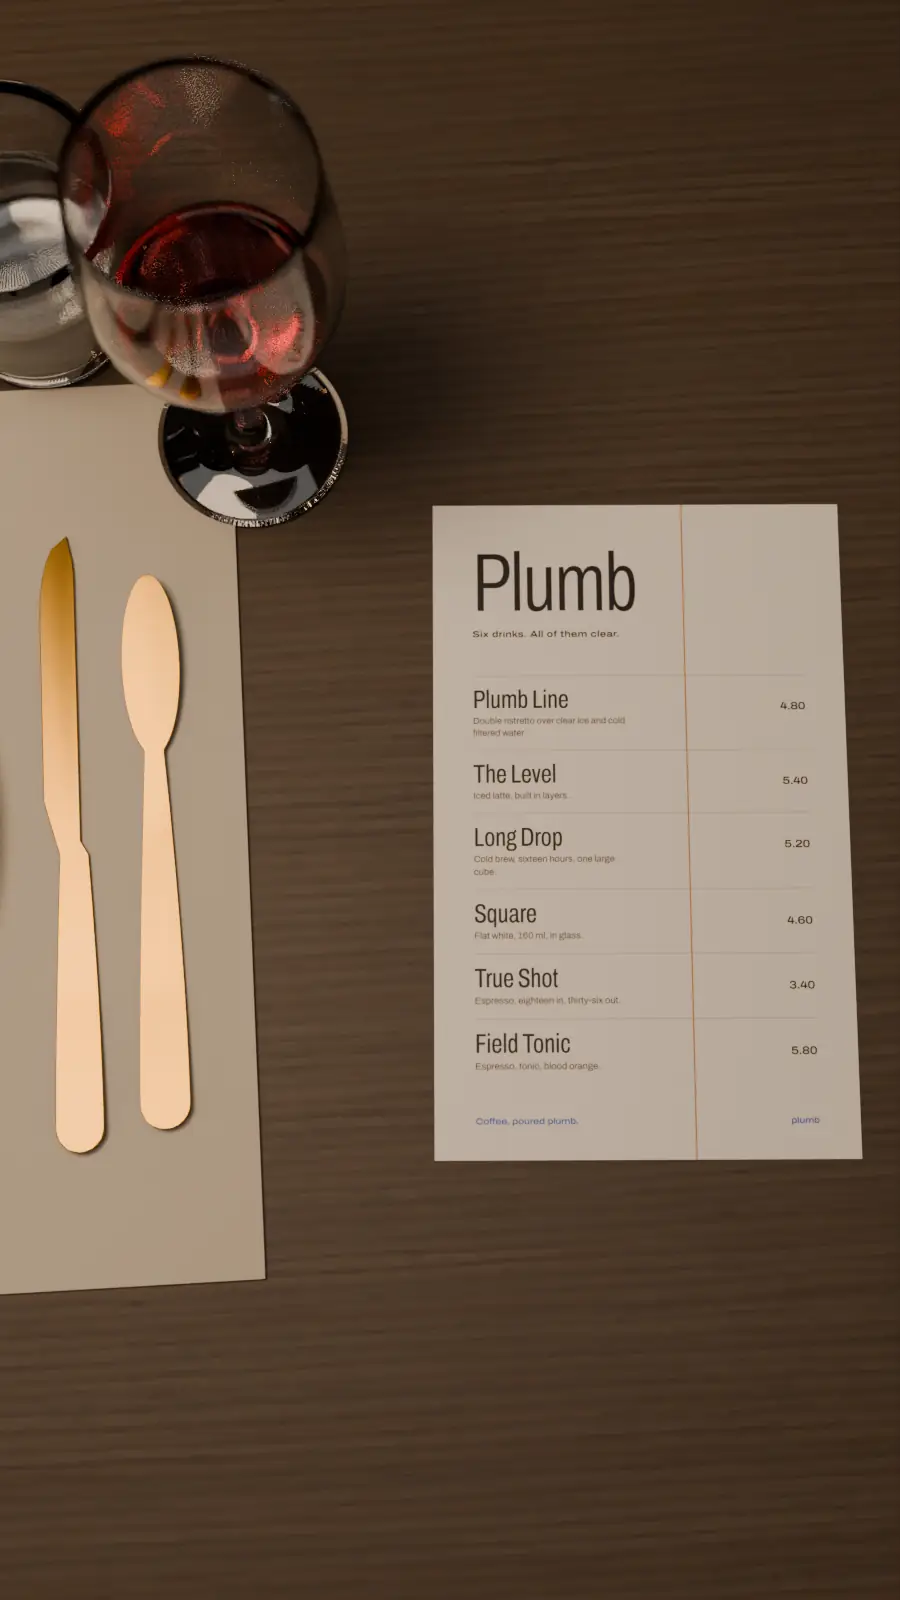 Plumb
Six drinks. All of them clear.
Plumb Line
4.80
Double ristretto over clear ice and cold
filtered water
The Level
5.40
Iced latte, built in layers.
Long Drop
5.20
Cold brew, sixteen hours, one large
cube.
Square
4.60
Flat white, 160 ml, in glass.
True Shot
3.40
Espresso, eighteen in, thirty-six out.
Field Tonic
5.80
Espresso, tonic, blood orange.
Coffee, poured plumb.
plumb